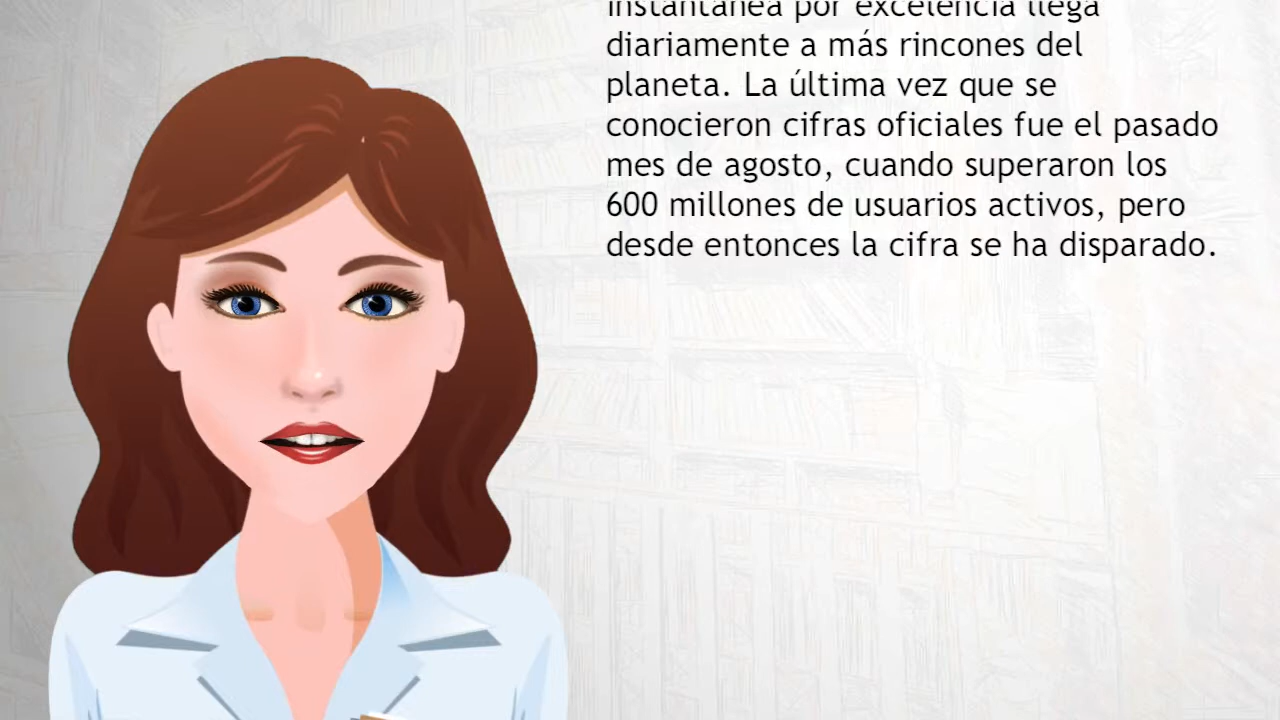 instantánea por excelencia llega
diariamente a más rincones del
planeta. La última vez que se
conocieron cifras oficiales fue el pasado
mes de agosto, cuando superaron los
600 millones de usuarios activos, pero
desde entonces la cifra se ha disparado.